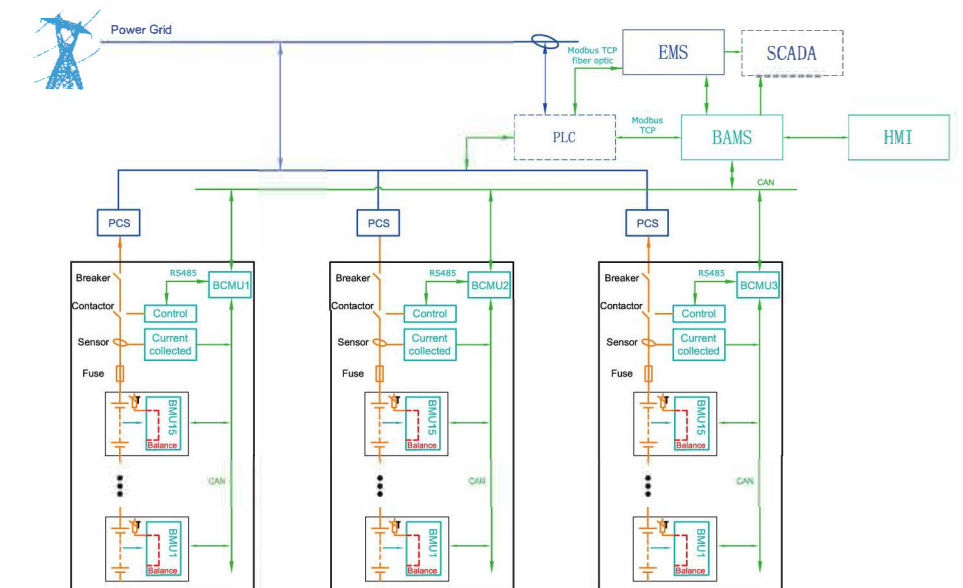 Power Grid
Modbus TCP
fiber optic
EMS
SCADA
PLC
Modbus
TCP
BAMS
HMI
CAN
PCS
PCS
PCS
Breaker
RS485
BCMU1
Contactor
Control
Sensor
Current
collected
Fuse
T
BMU15
Balance
CAN
T
BMU1
Balance
Breaker
RS485
BCMU2
Contactor
Control
Sensor
Current
collected
Fuse
T
BMU15
Balance
CAN
T
BMU1
Balance
Breaker
RS485
BCMU3
Contactor
Control
Sensor
Current
collected
Fuse
T
BMU15
Balance
CAN
T
BMU1
Balance